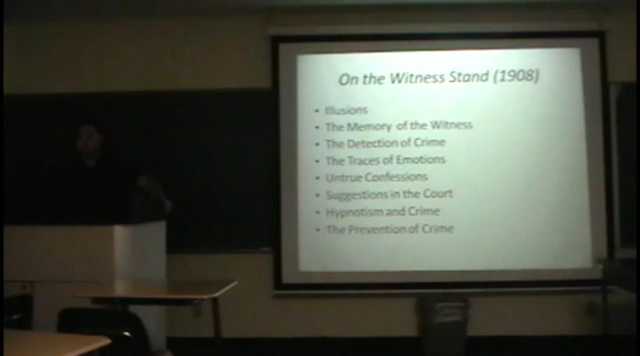 On the Witness Stand (1908)
• Illusions
• The Memory of the Witness
• The Detection of Crime
• The Traces of Emotions
• Untrue Confessions
• Suggestions in the Court
• Hypnotism and Crime
• The Prevention of Crime